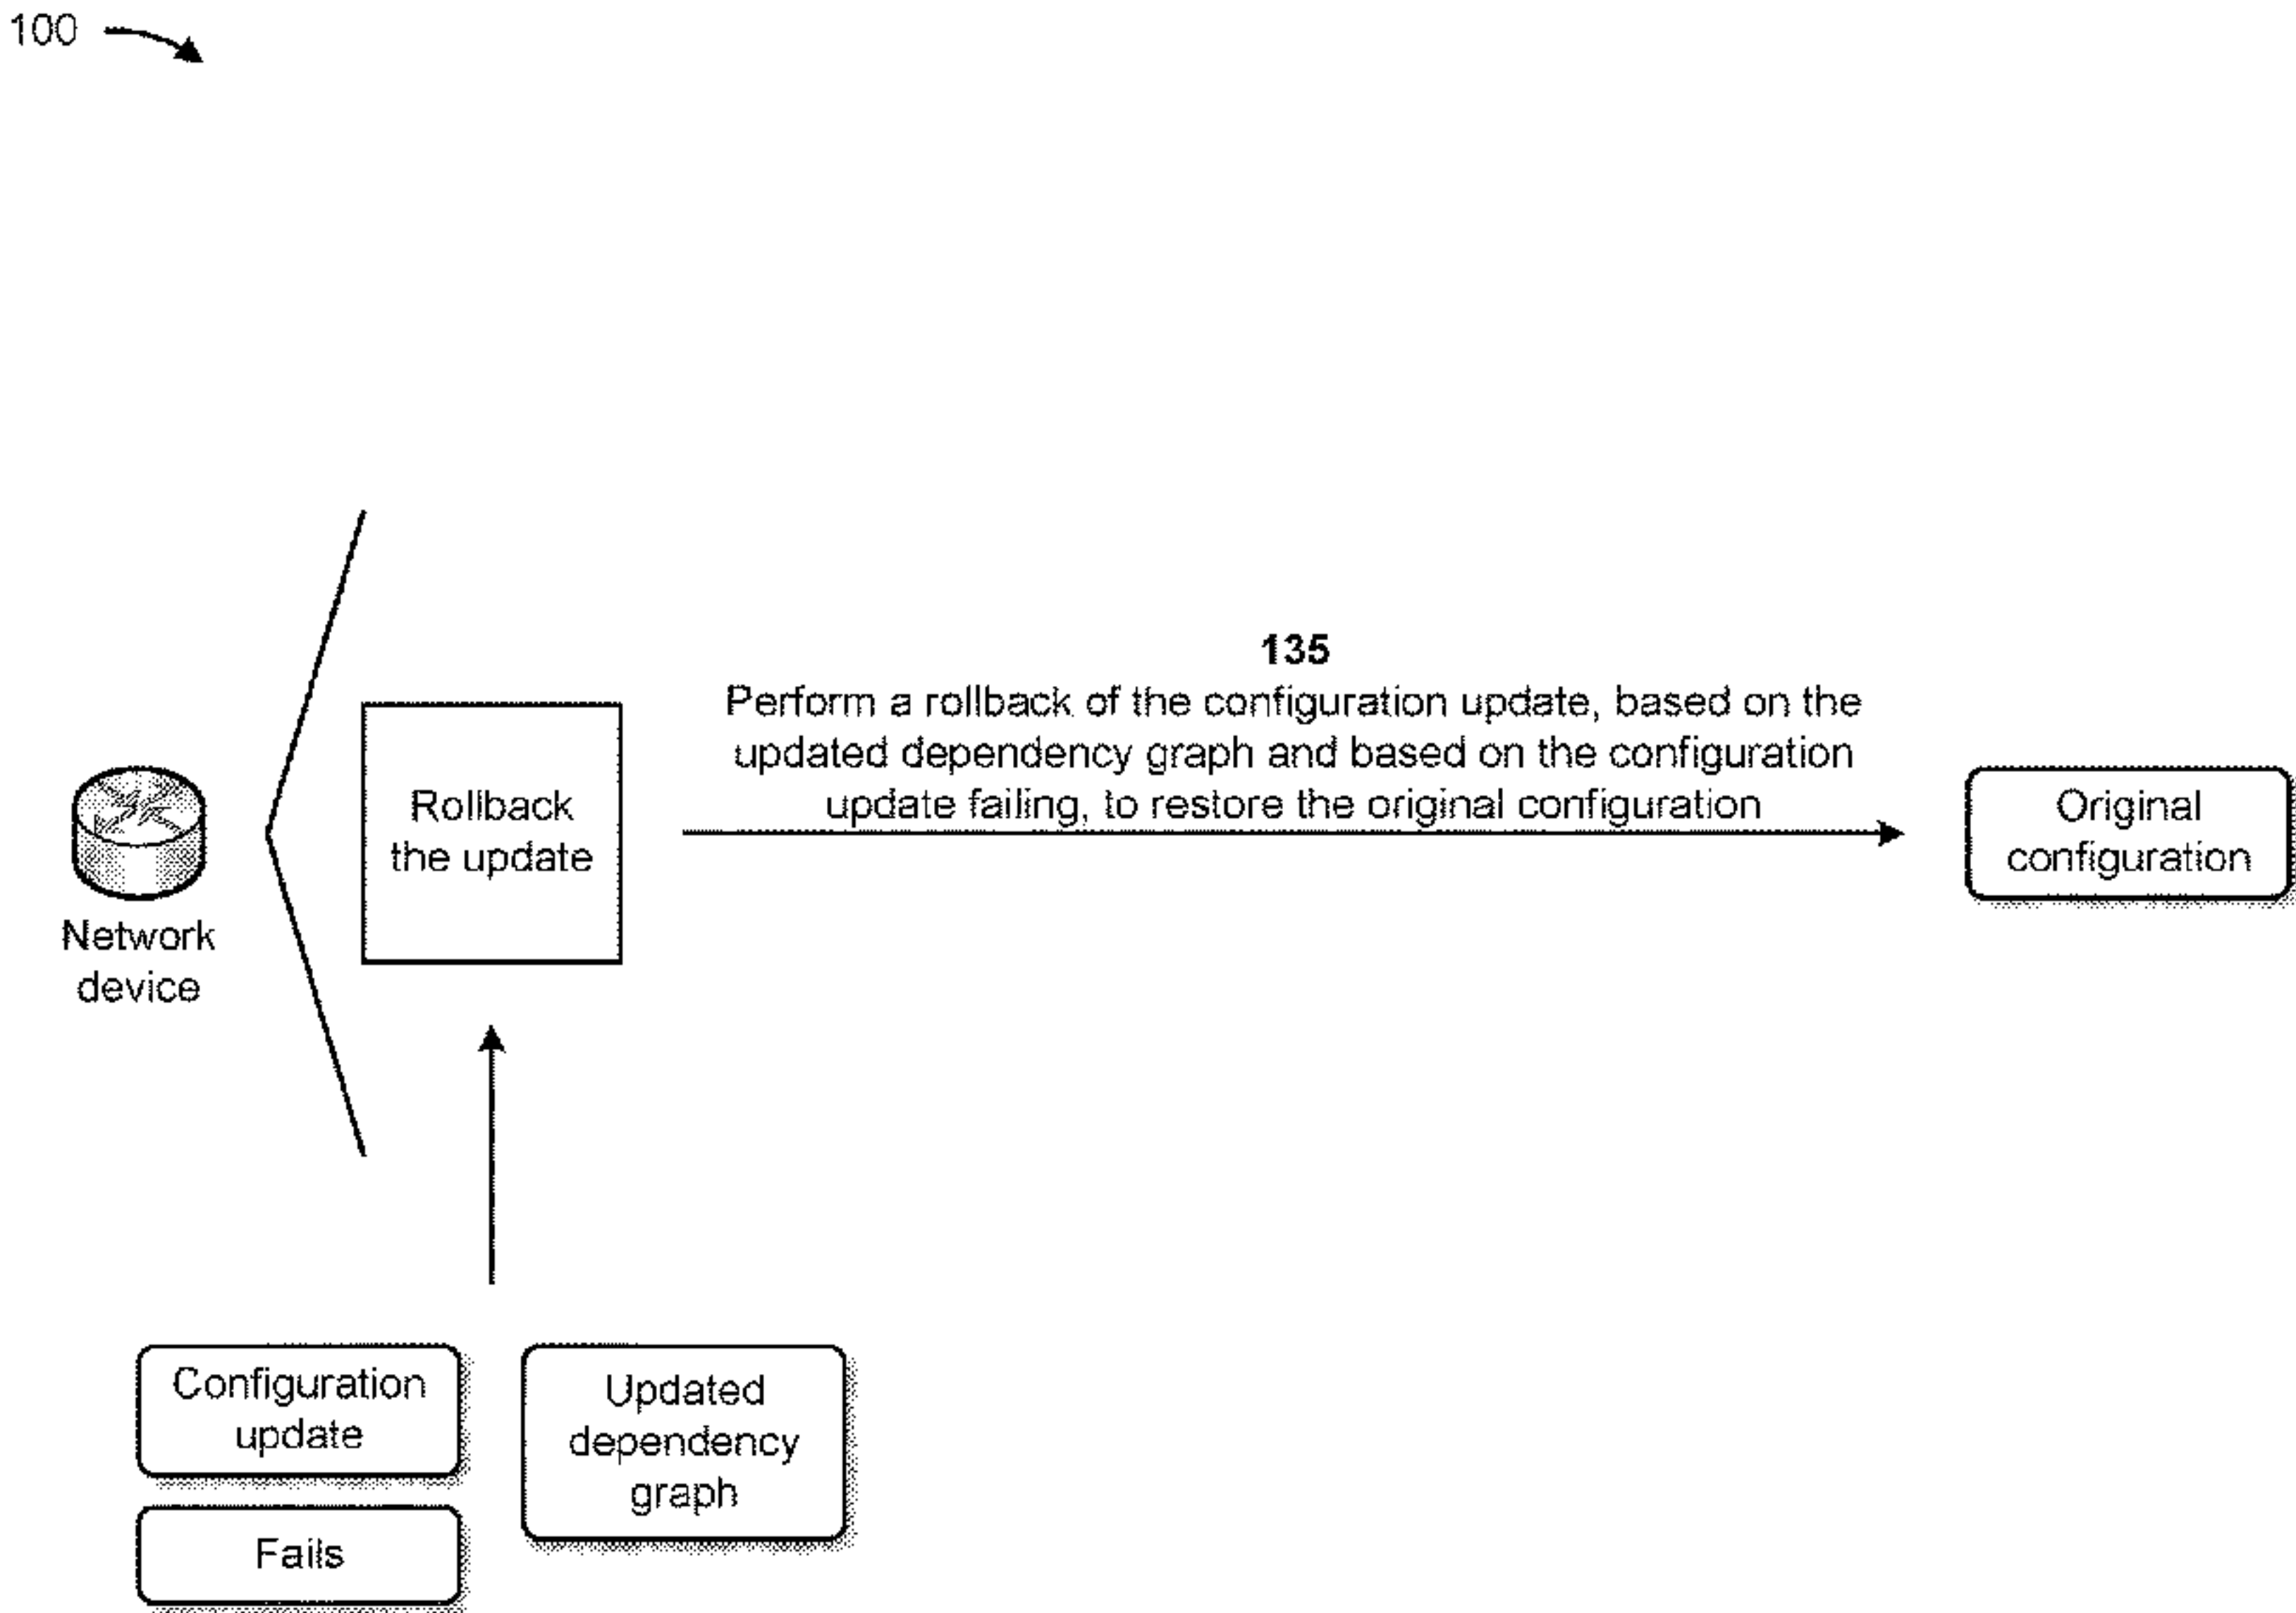 100
135
Perform a rollback of the configuration update, based on the
updated dependency graph and based on the configuration
update failing, to restore the original configuration
Rollback
the update
Original
configuration
Network
device
Configuration
update
Updated
dependency
graph
Fails